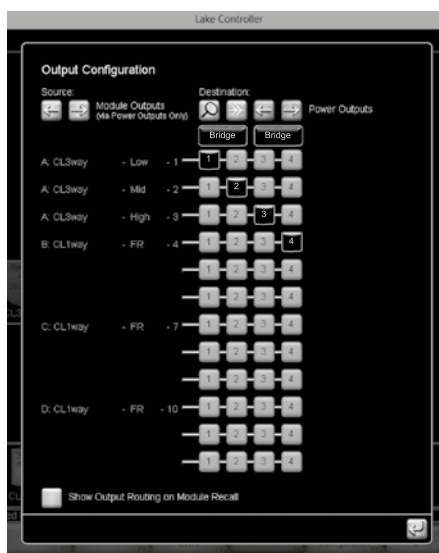 Lake Controller
Output Configuration
Source:
Destination:
Module Outputs
(via Power Outputs Only)
Power Outputs
Bridge Bridge
A: CL3way - Low - 1 1 2 3 4
A: CL3way - Mid - 2 1 2 3 4
A: CL3way - High - 3 1 2 3 4
B: CL1way - FR - 4 1 2 3 4
1 2 3 4
1 2 3 4
C: CL1way - FR - 7 1 2 3 4
1 2 3 4
1 2 3 4
D: CL1way - FR - 10 1 2 3 4
1 2 3 4
1 2 3 4
Show Output Routing on Module Recall